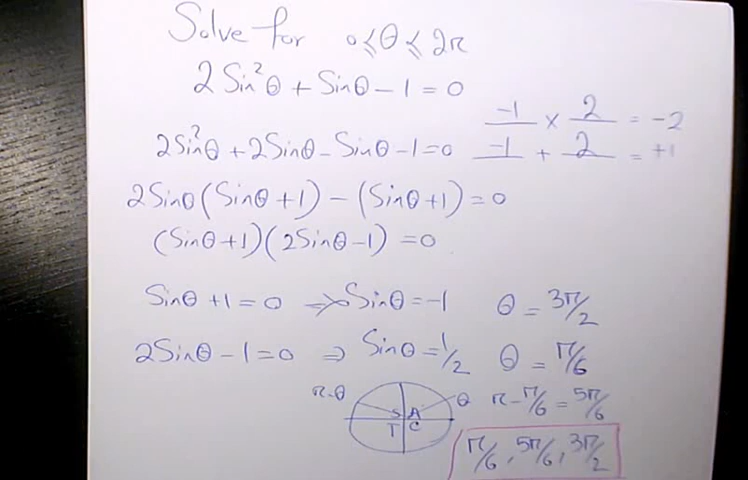 Solve for 0≤θ≤2π
2Sin²θ + Sinθ - 1 = 0
-1 × 2 = -2
2Sin²θ + 2Sinθ - Sinθ - 1 = 0
-1 + 2 = +1
2Sinθ(Sinθ + 1) - (Sinθ + 1) = 0
(Sinθ + 1)(2Sinθ - 1) = 0
Sinθ + 1 = 0 ⇒ Sinθ = -1 θ = 3π/2
2Sinθ - 1 = 0 ⇒ Sinθ = 1/2 θ = π/6
π-θ θ π - π/6 = 5π/6
S A
T C
π/6, 5π/6, 3π/2